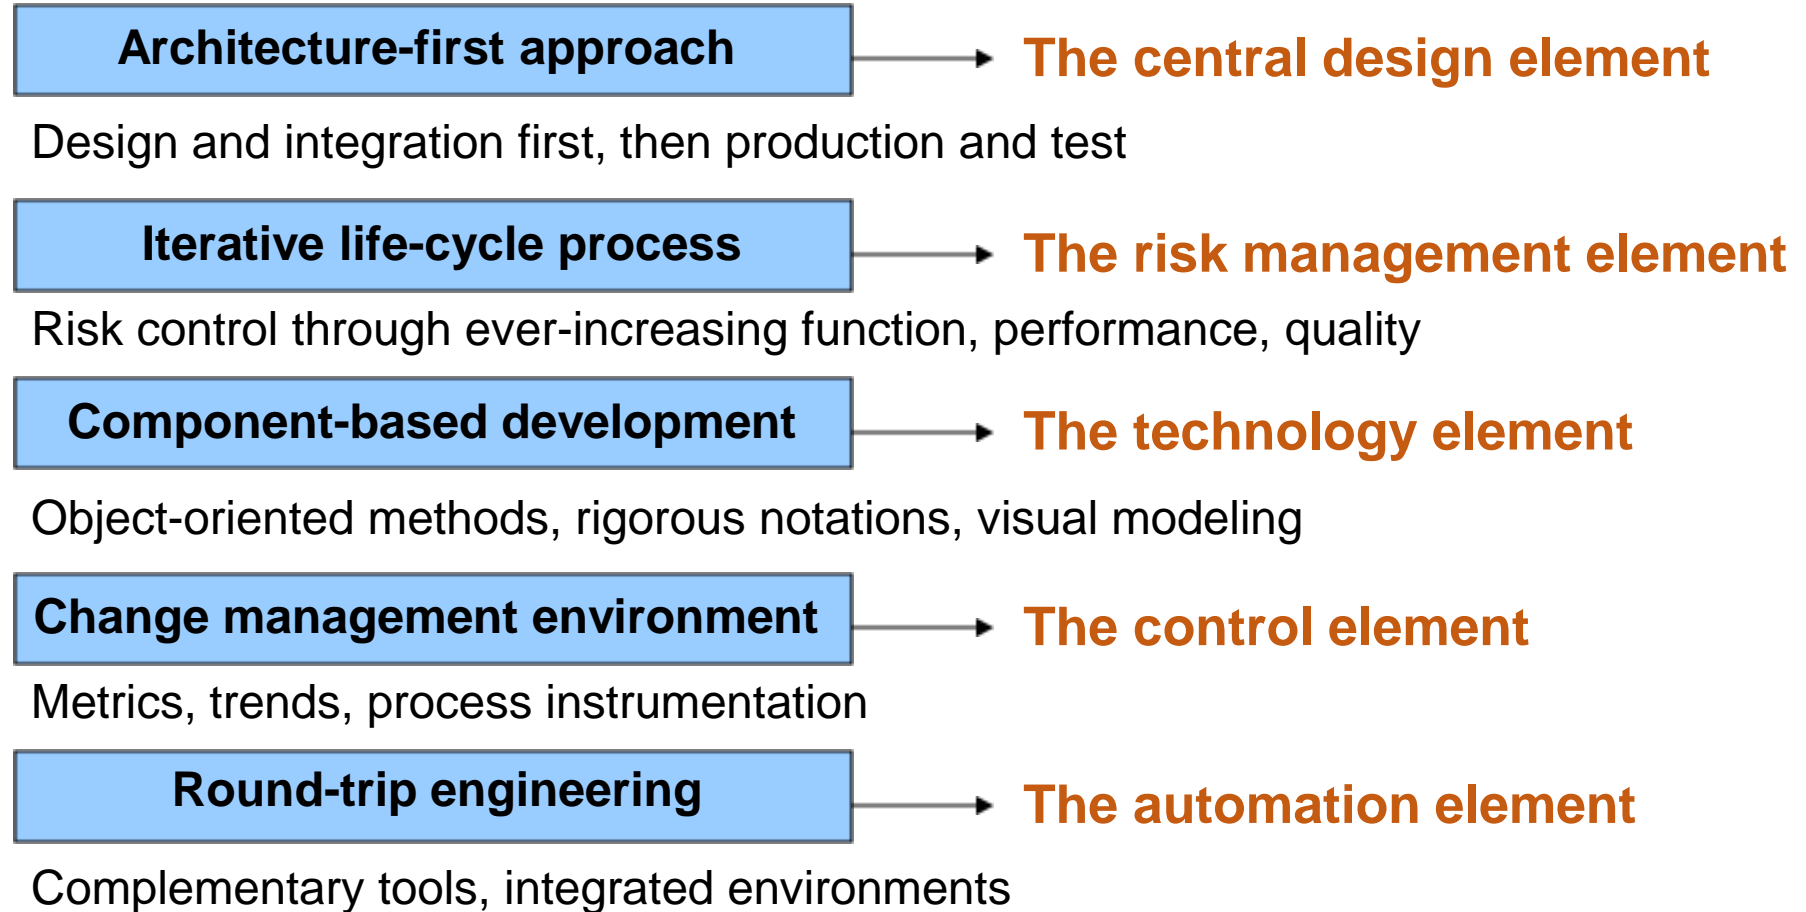 Architecture-first approach
The central design element
Design and integration first, then production and test
Iterative life-cycle process
The risk management element
Risk control through ever-increasing function, performance, quality
Component-based development
The technology element
Object-oriented methods, rigorous notations, visual modeling
Change management environment
The control element
Metrics, trends, process instrumentation
Round-trip engineering
The automation element
Complementary tools, integrated environments